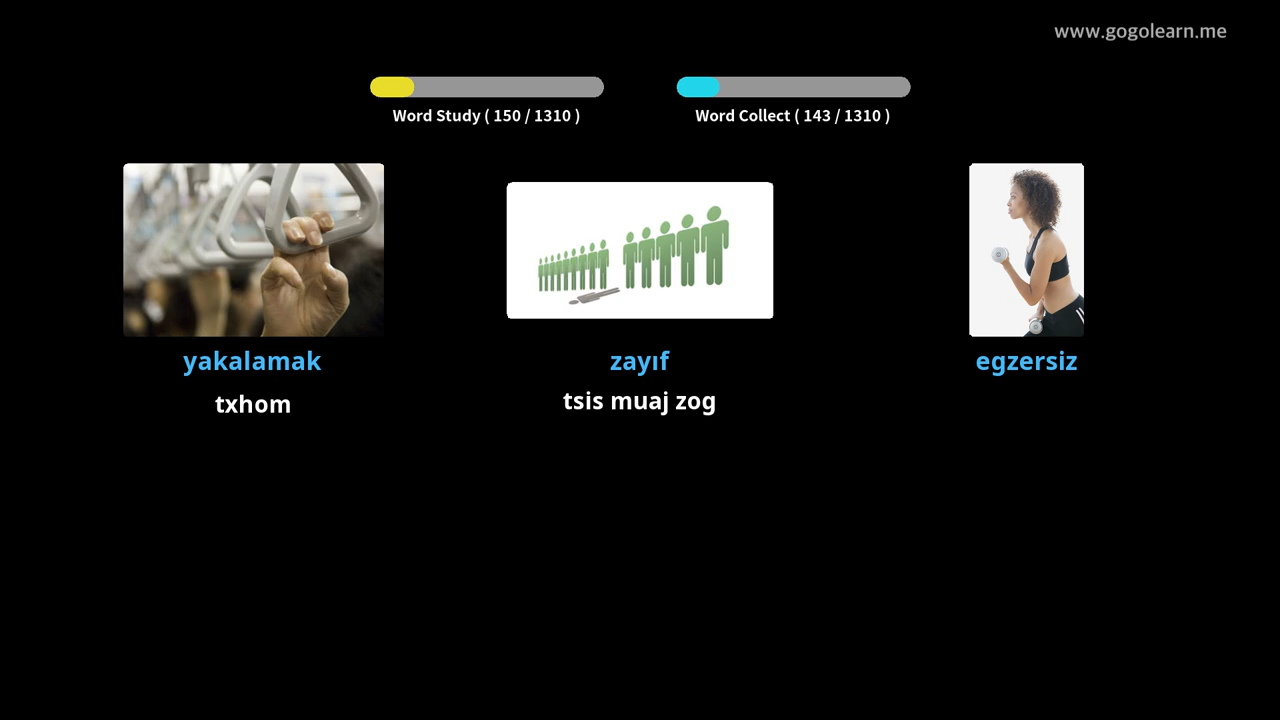 www.gogolearn.me
Word Study ( 150 / 1310 )
Word Collect ( 143 / 1310 )
yakalamak
txhom
zayıf
tsis muaj zog
egzersiz